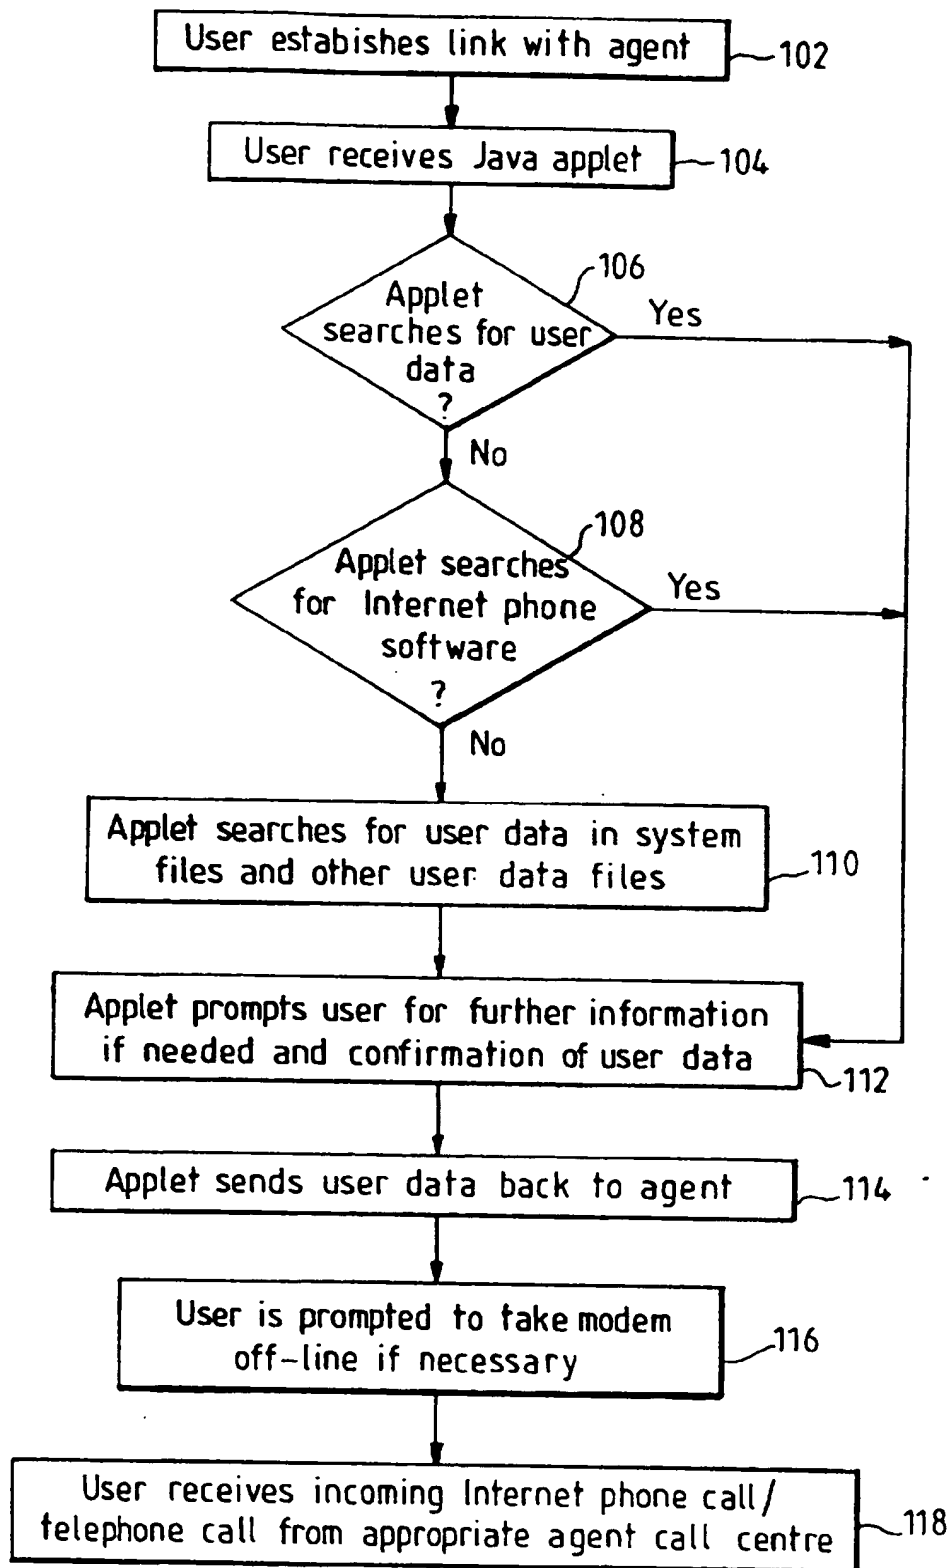 User estabishes link with agent
102
User receives Java applet
104
106
Applet
searches for user
data
?
Yes
No
108
Applet searches
for Internet phone
software
?
Yes
No
Applet searches for user data in system
files and other user data files
110
Applet prompts user for further information
if needed and confirmation of user data
112
Applet sends user data back to agent
114
User is prompted to take modem
off-line if necessary
116
User receives incoming Internet phone call/
telephone call from appropriate agent call centre
118